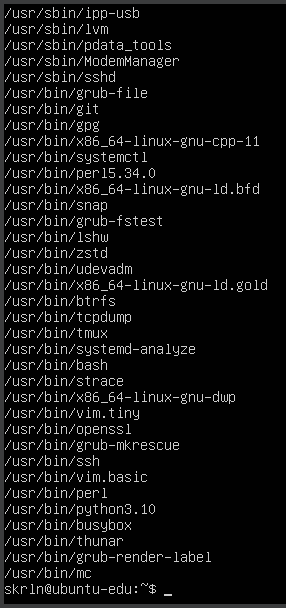 /usr/sbin/ipp-usb
/usr/sbin/lvm
/usr/sbin/pdata_tools
/usr/sbin/ModemManager
/usr/sbin/sshd
/usr/bin/grub-file
/usr/bin/git
/usr/bin/gpg
/usr/bin/x86_64-linux-gnu-cpp-11
/usr/bin/systemctl
/usr/bin/perl5.34.0
/usr/bin/x86_64-linux-gnu-ld.bfd
/usr/bin/snap
/usr/bin/grub-fstest
/usr/bin/lshw
/usr/bin/zstd
/usr/bin/udevadm
/usr/bin/x86_64-linux-gnu-ld.gold
/usr/bin/btrfs
/usr/bin/tcpdump
/usr/bin/tmux
/usr/bin/systemd-analyze
/usr/bin/bash
/usr/bin/strace
/usr/bin/x86_64-linux-gnu-dwp
/usr/bin/vim.tiny
/usr/bin/openssl
/usr/bin/grub-mkrescue
/usr/bin/ssh
/usr/bin/vim.basic
/usr/bin/perl
/usr/bin/python3.10
/usr/bin/busybox
/usr/bin/thunar
/usr/bin/grub-render-label
/usr/bin/mc
skrln@ubuntu-edu:~$ _